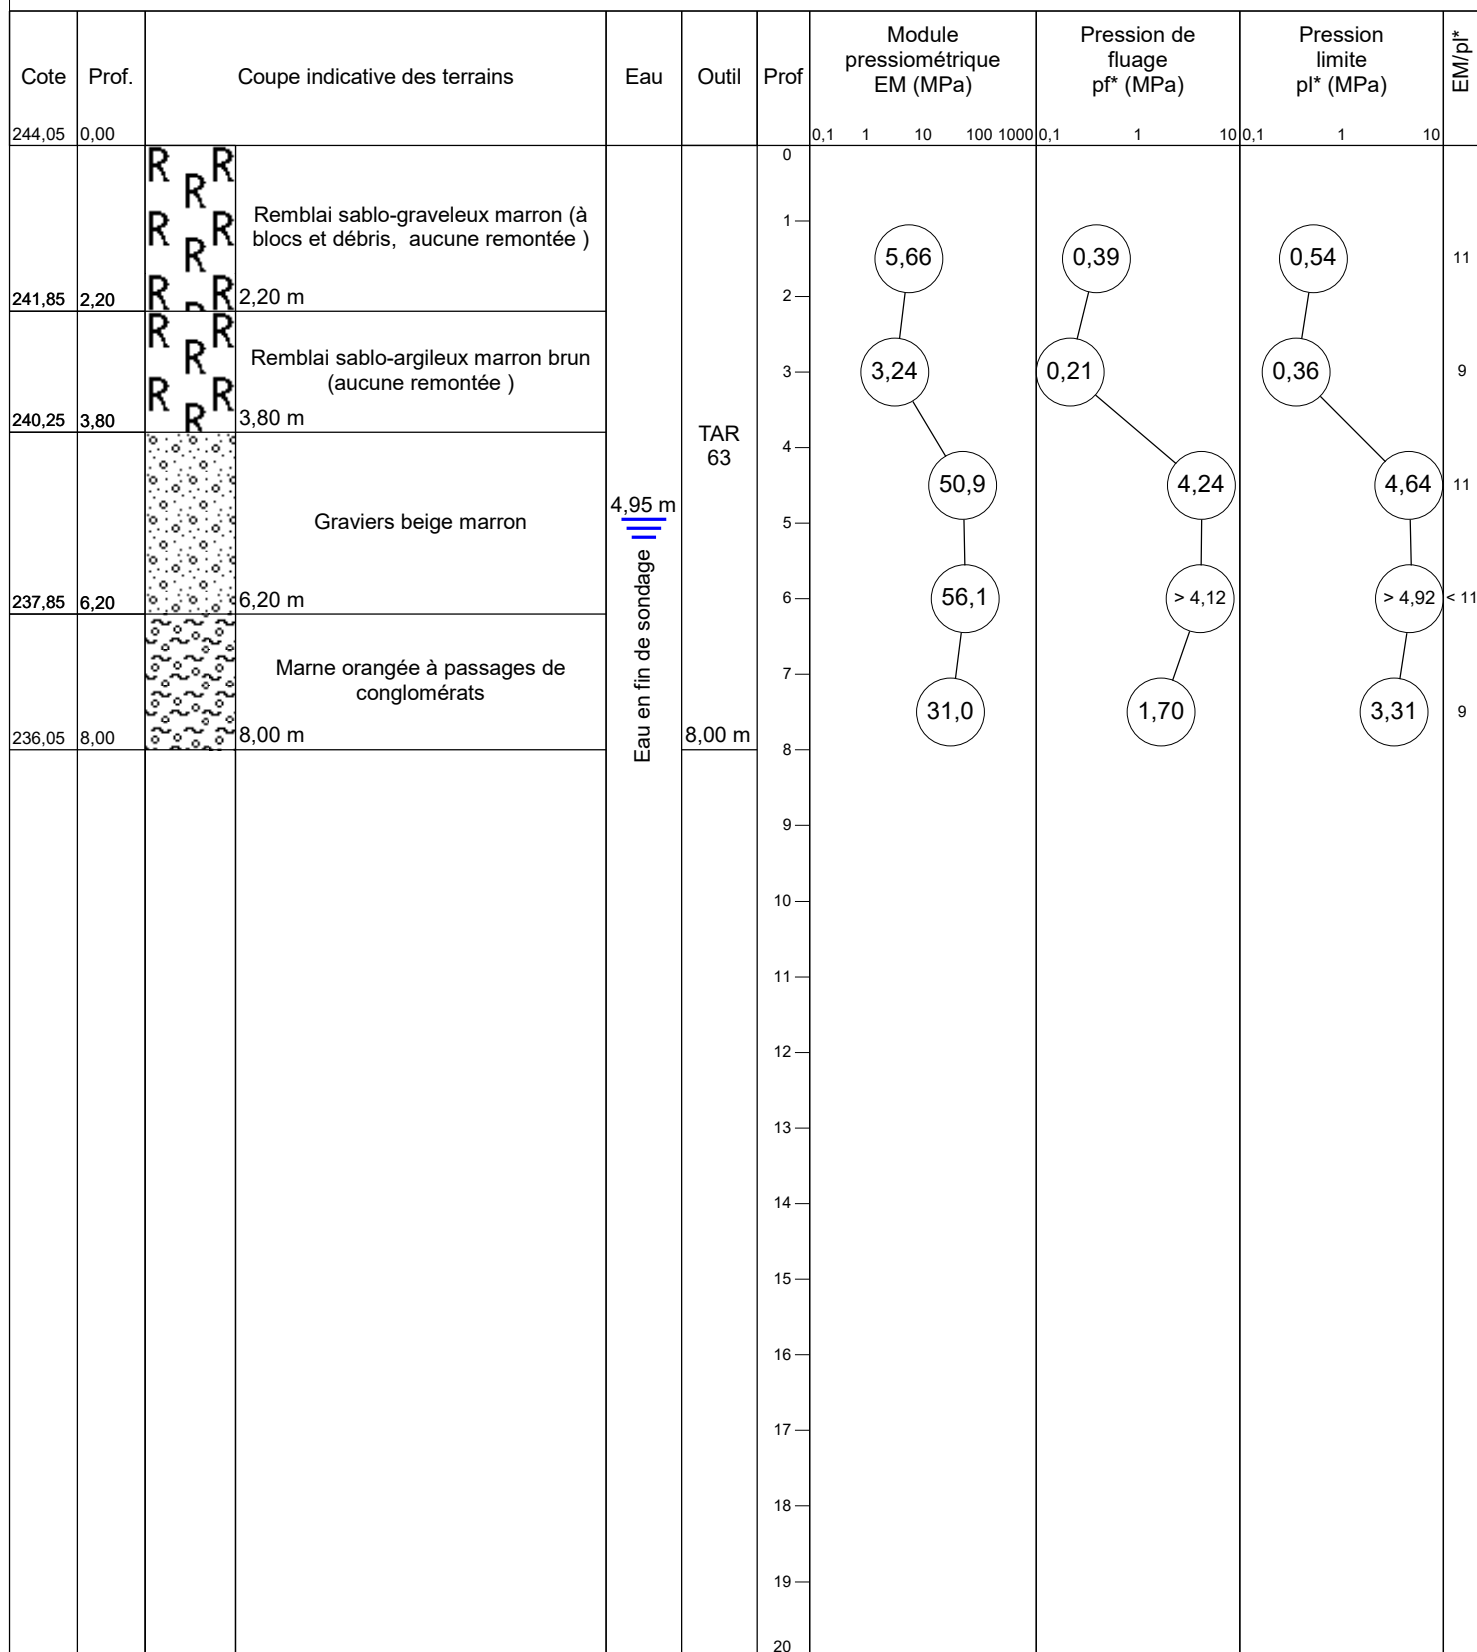 Cote Prof. Coupe indicative des terrains Eau Outil Prof
Module
pressiométrique
EM (MPa)
Pression de
fluage
pf* (MPa)
Pression
limite
pl* (MPa)
EM/pl*
244,05 0,00
0,1 1 10 100 1000 0,1 1 10 0,1 1 10
R R
R
R R
R
R R
R
Remblai sablo-graveleux marron (à
blocs et débris, aucune remontée )
241,85 2,20 2,20 m
R R
R
R R
R
Remblai sablo-argileux marron brun
(aucune remontée )
240,25 3,80 3,80 m
Graviers beige marron
237,85 6,20 6,20 m
Marne orangée à passages de
conglomérats
236,05 8,00 8,00 m
4,95 m
Eau en fin de sondage
TAR
63
8,00 m
0
1
5,66 0,39 0,54 11
2
3 3,24 0,21 0,36 9
4
50,9 4,24 4,64 11
5
6 56,1 > 4,12 > 4,92 < 11
7
31,0 1,70 3,31 9
8
9
10
11
12
13
14
15
16
17
18
19
20